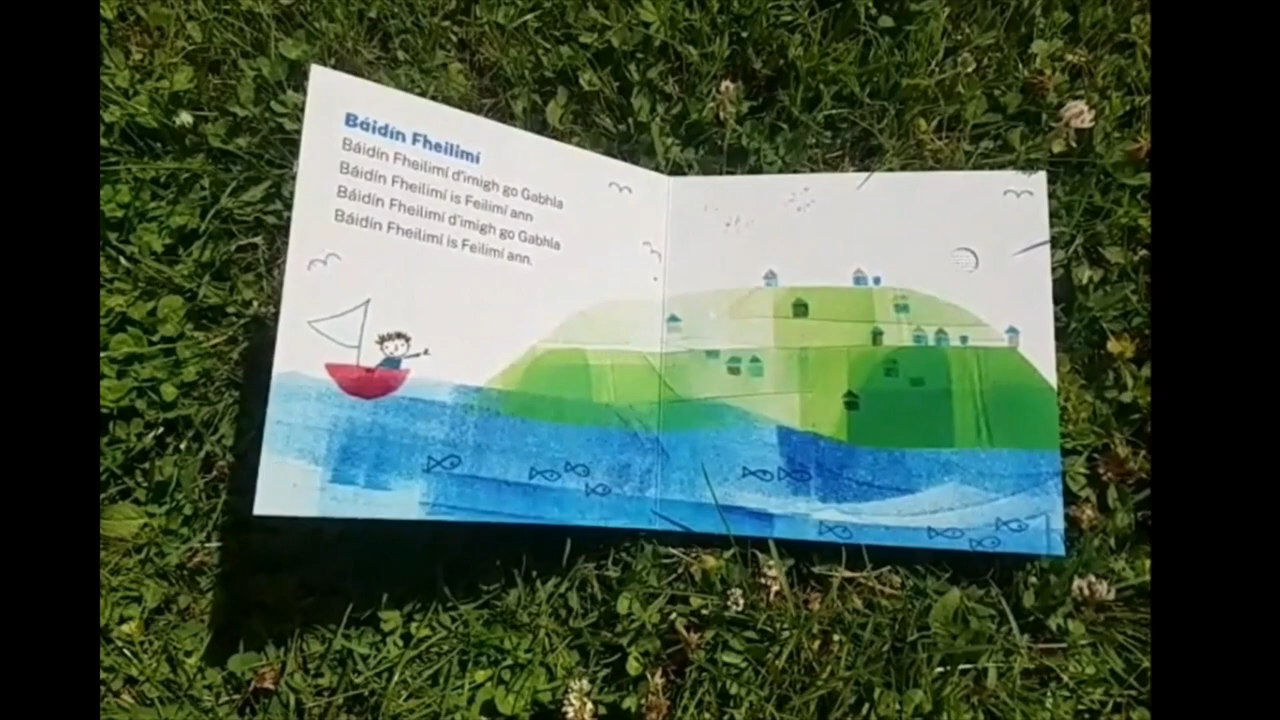 Báidín Fheilimí
Báidín Fheilimí d'imigh go Gabhla
Báidín Fheilimí is Feilimí ann
Báidín Fheilimí d'imigh go Gabhla
Báidín Fheilimí is Feilimí ann.